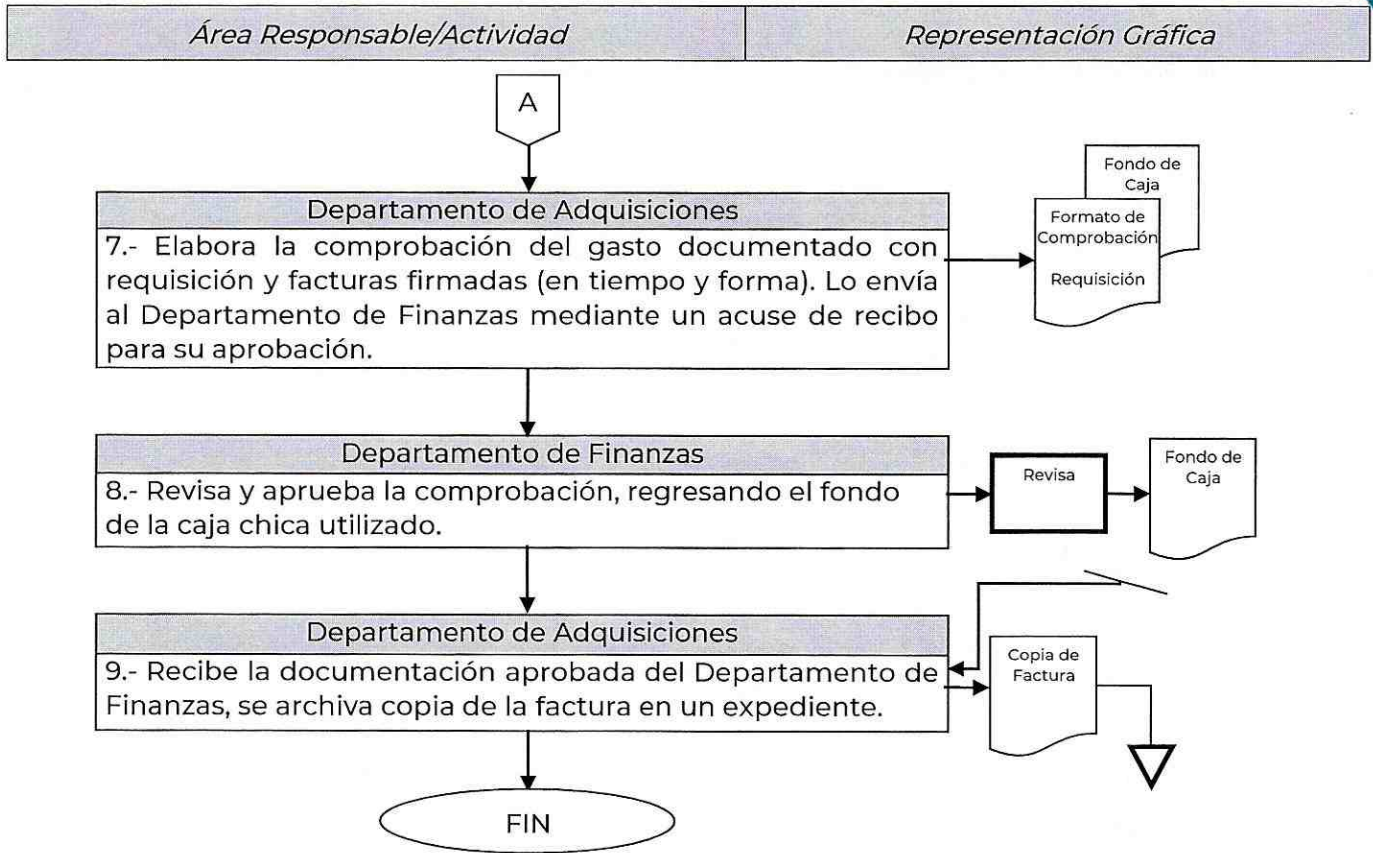 Área Responsable/Actividad
Representación Gráfica
A
Departamento de Adquisiciones
7.- Elabora la comprobación del gasto documentado con
requisición y facturas firmadas (en tiempo y forma). Lo envía
al Departamento de Finanzas mediante un acuse de recibo
para su aprobación.
Fondo de
Caja
Formato de
Comprobación
Requisición
Departamento de Finanzas
8.- Revisa y aprueba la comprobación, regresando el fondo
de la caja chica utilizado.
Revisa
Fondo de
Caja
Departamento de Adquisiciones
9.- Recibe la documentación aprobada del Departamento de
Finanzas, se archiva copia de la factura en un expediente.
Copia de
Factura
FIN